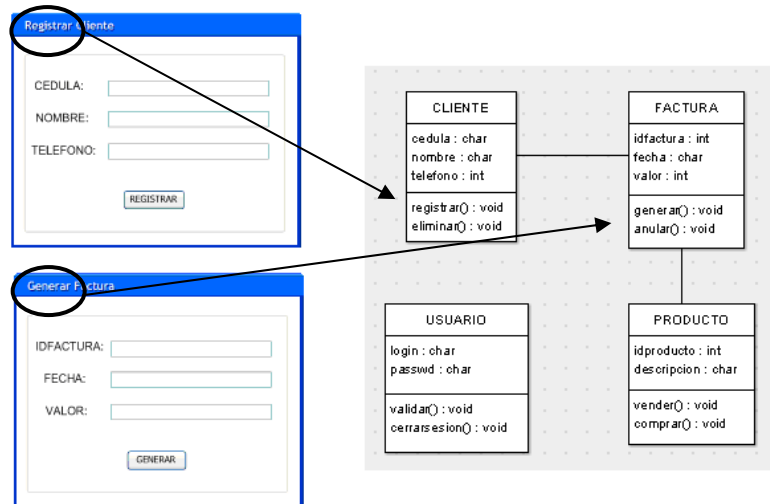 Registrar Cliente
CEDULA:
NOMBRE:
TELEFONO:
REGISTRAR
Generar Factura
IDFACTURA:
FECHA:
VALOR:
GENERAR
CLIENTE
cedula : char
nombre : char
telefono : int
registrar() : void
eliminar() : void
FACTURA
idfactura : int
fecha : char
valor : int
generar() : void
anular() : void
USUARIO
login : char
passwd : char
validar() : void
cerrarsesion() : void
PRODUCTO
idproducto : int
descripcion : char
vender() : void
comprar() : void